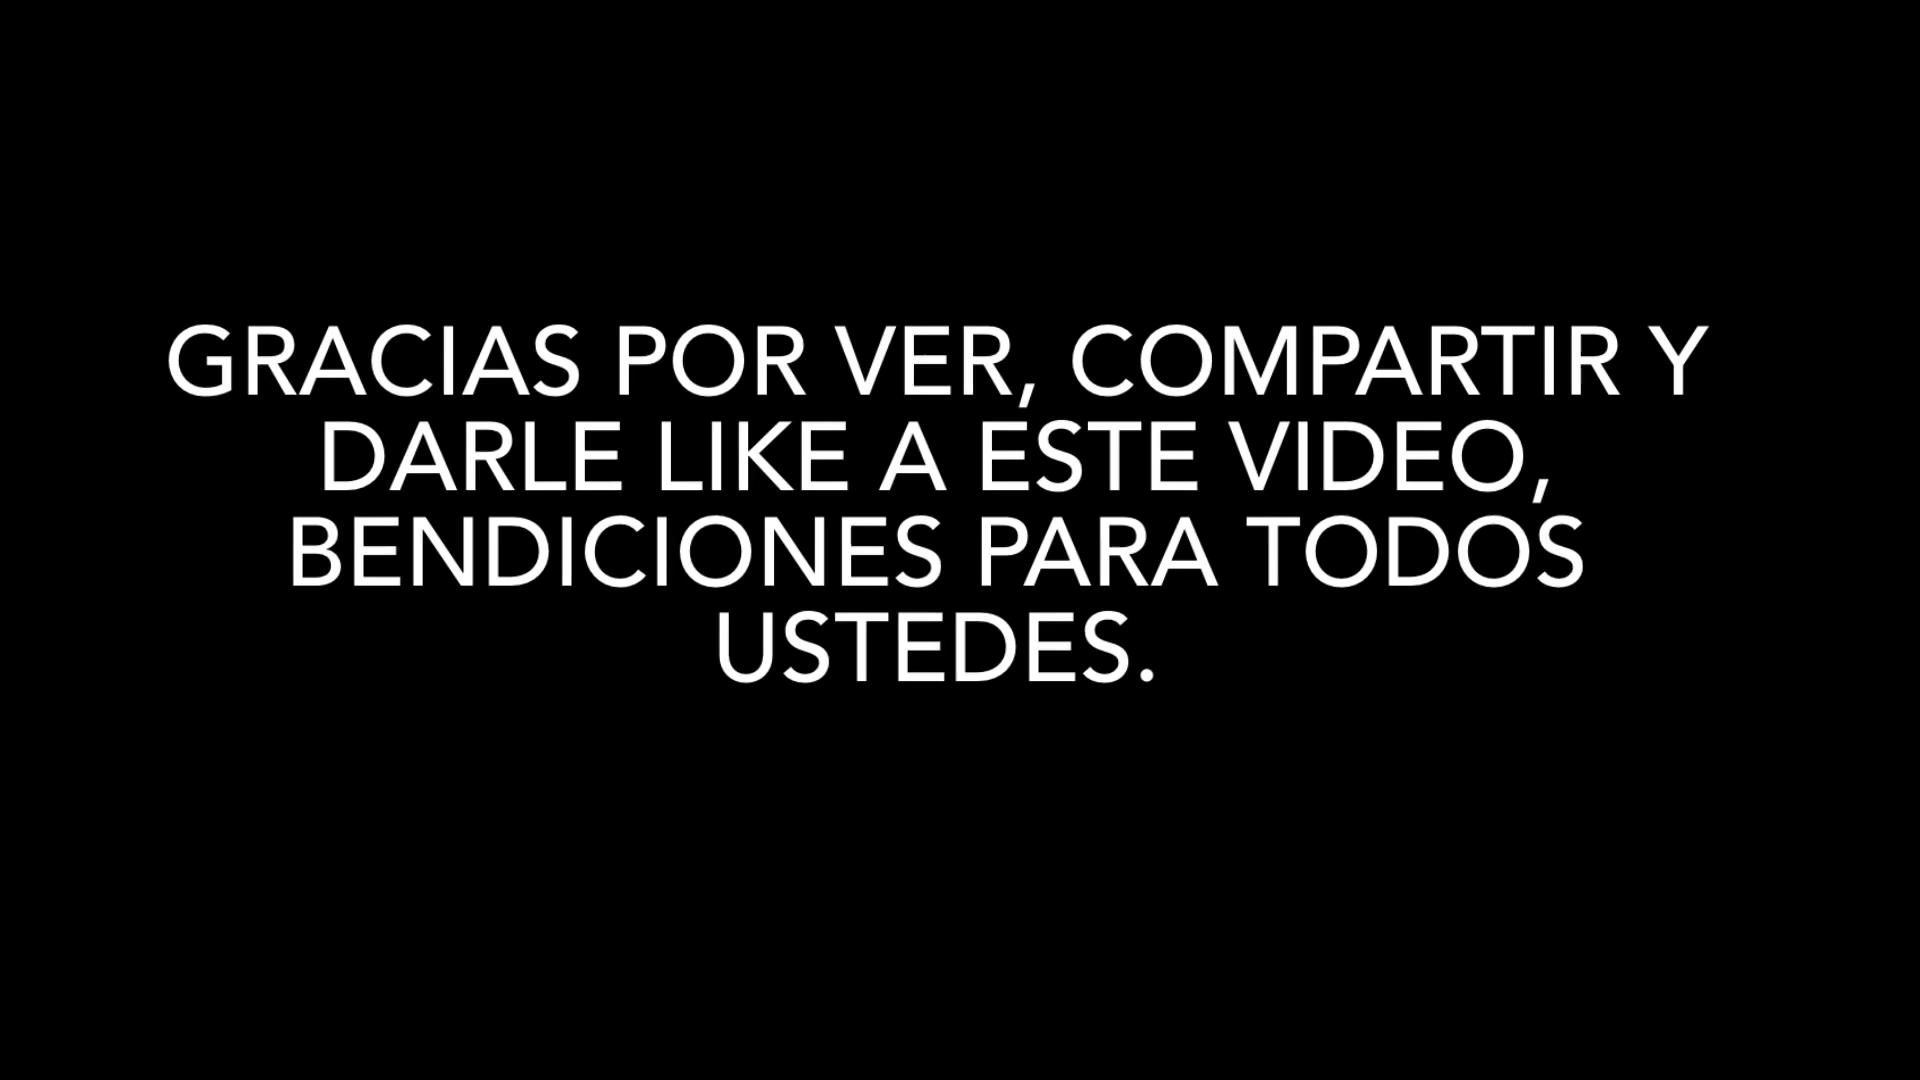 GRACIAS POR VER, COMPARTIR Y
DARLE LIKE A ESTE VIDEO,
BENDICIONES PARA TODOS
USTEDES.